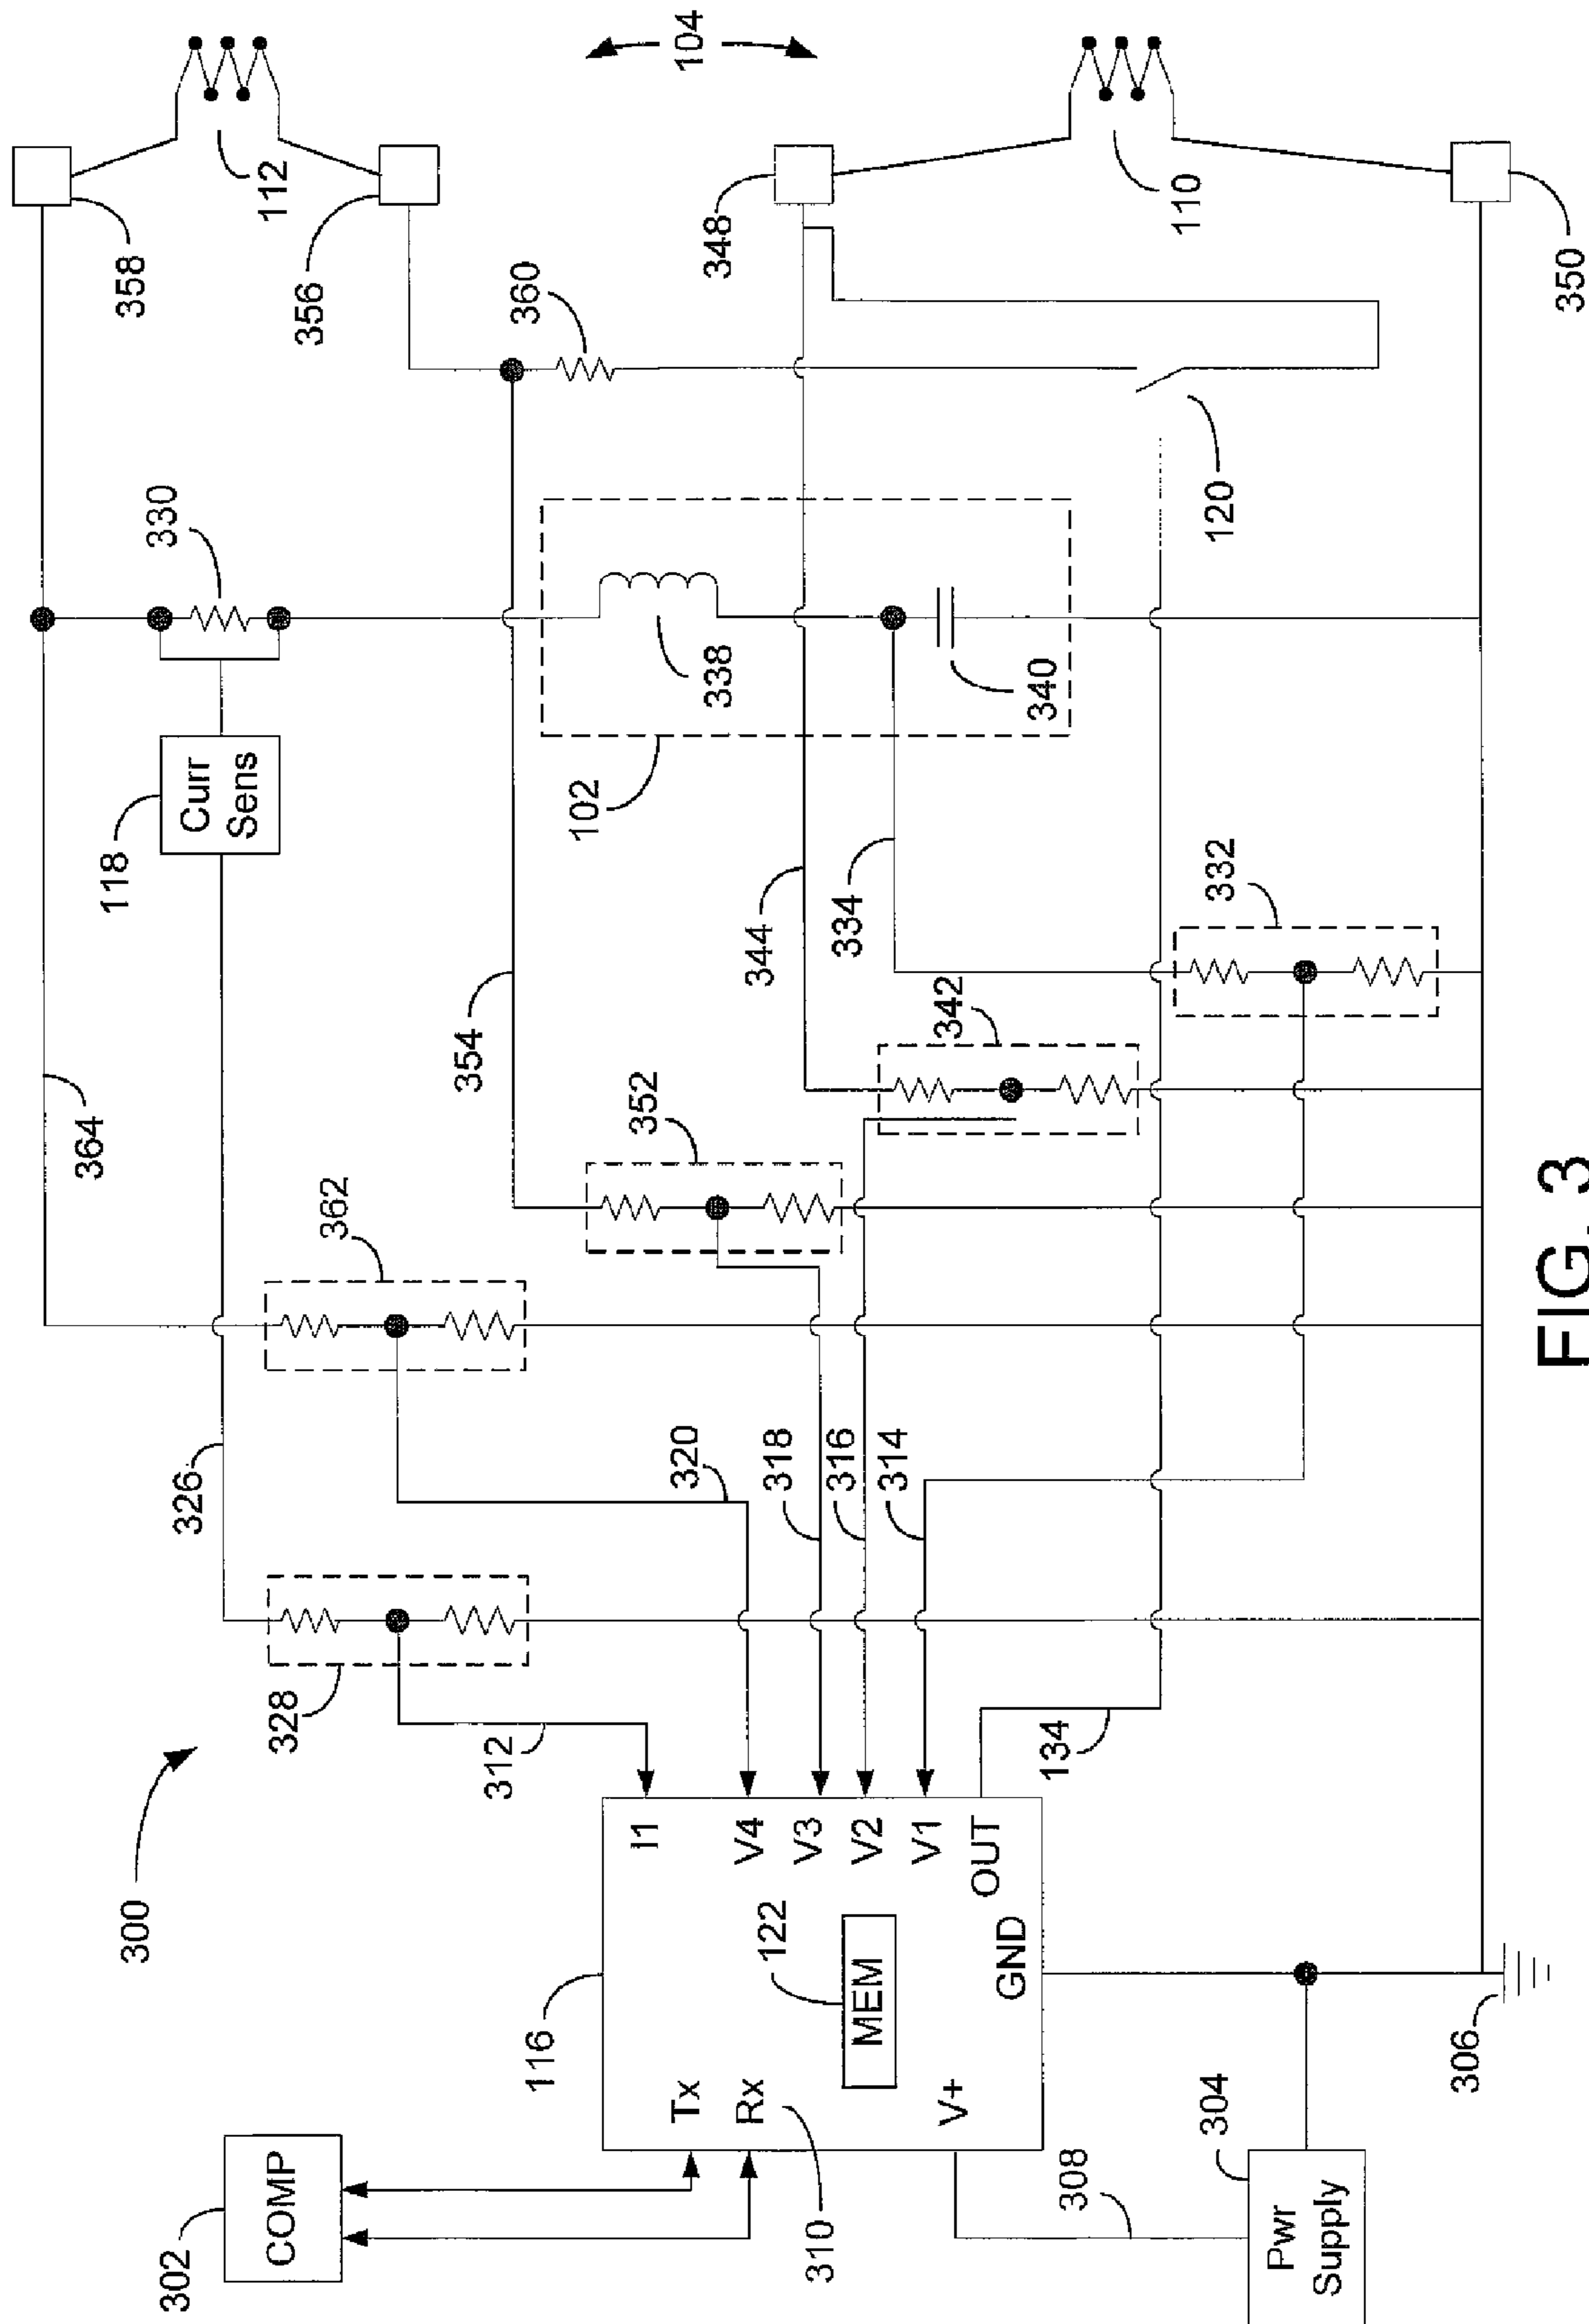 300
302
COMP
116
Tx
Rx
310
122
MEM
V+
GND
I1
V4
V3
V2
V1
OUT
308
304
Pwr
Supply
306
134
312
328
326
320
318
316
314
362
352
342
332
364
354
344
334
118
Curr
Sens
330
102
338
340
360
120
358
356
112
104
348
110
350
FIG. 3